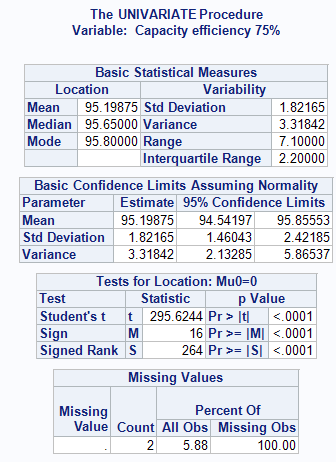 The UNIVARIATE Procedure
Variable: Capacity efficiency 75%
Basic Statistical Measures
Location Variability
Mean 95.19875 Std Deviation 1.82165
Median 95.65000 Variance 3.31842
Mode 95.80000 Range 7.10000
Interquartile Range 2.20000
Basic Confidence Limits Assuming Normality
Parameter Estimate 95% Confidence Limits
Mean 95.19875 94.54197 95.85553
Std Deviation 1.82165 1.46043 2.42185
Variance 3.31842 2.13285 5.86537
Tests for Location: Mu0=0
Test Statistic p Value
Student's t t 295.6244 Pr > |t| <.0001
Sign M 16 Pr >= |M| <.0001
Signed Rank S 264 Pr >= |S| <.0001
Missing Values
Missing Value Count Percent Of
All Obs Missing Obs
. 2 5.88 100.00